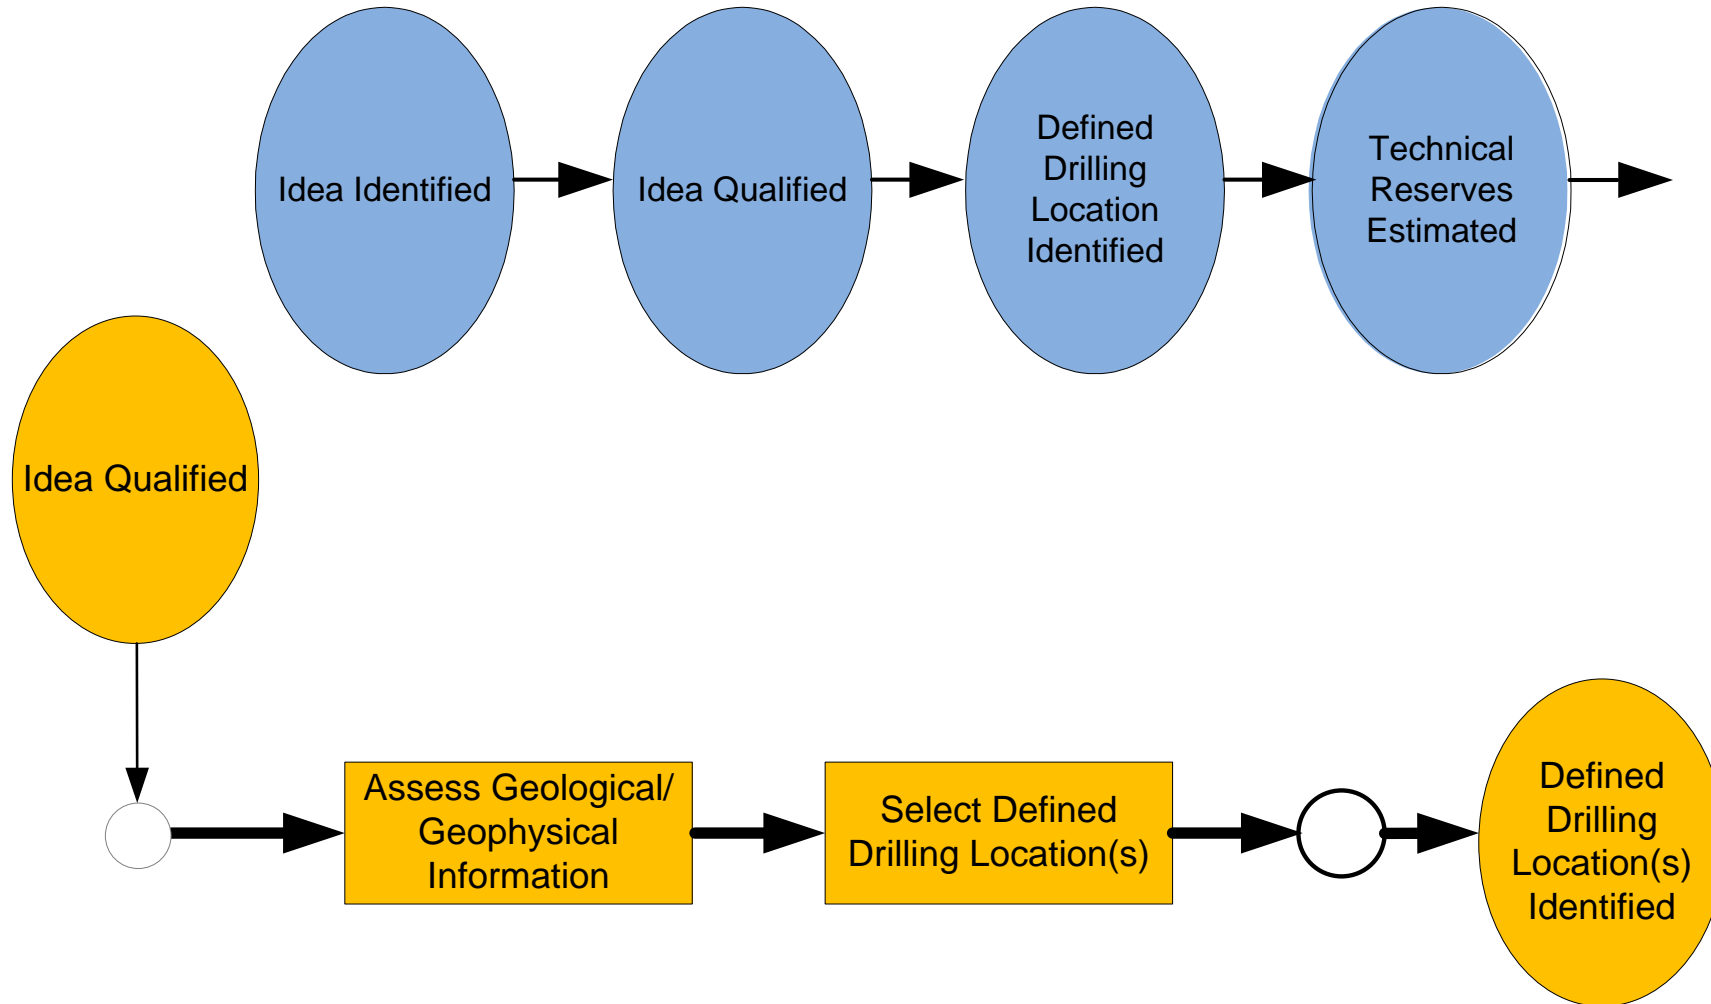 Idea Identified
Idea Qualified
Defined
Drilling
Location
Identified
Technical
Reserves
Estimated
Idea Qualified
Assess Geological/
Geophysical
Information
Select Defined
Drilling Location(s)
Defined
Drilling
Location(s)
Identified